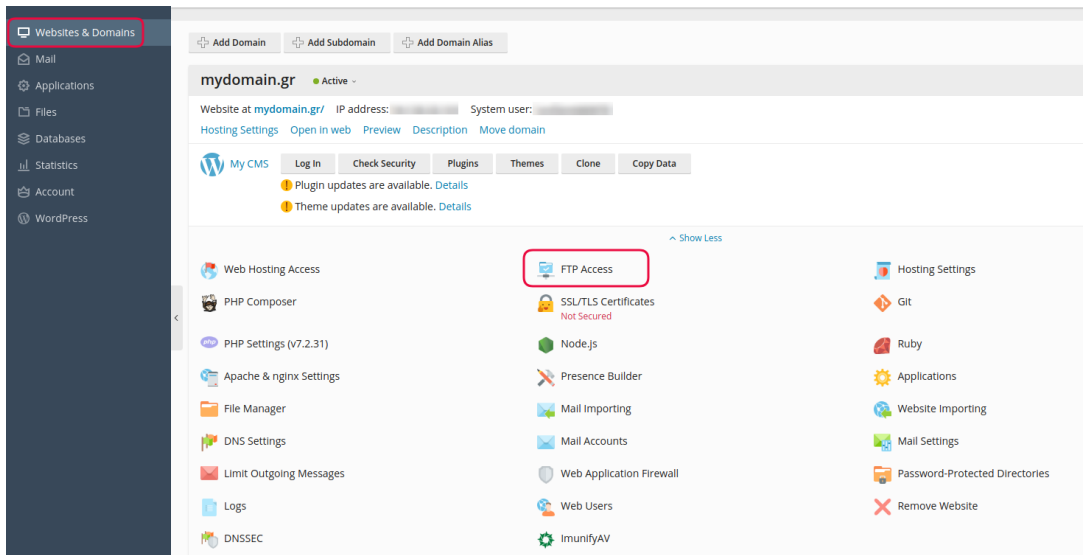 Websites & Domains
Mail
Applications
Files
Databases
Statistics
Account
WordPress
Add Domain Add Subdomain Add Domain Alias
mydomain.gr Active
Website at mydomain.gr/ IP address: System user:
Hosting Settings Open in web Preview Description Move domain
My CMS Log In Check Security Plugins Themes Clone Copy Data
Plugin updates are available. Details
Theme updates are available. Details
Show Less
Web Hosting Access FTP Access Hosting Settings
PHP Composer SSL/TLS Certificates Git
Not Secured
php PHP Settings (v7.2.31) Node.js Ruby
Apache & nginx Settings Presence Builder Applications
File Manager Mail Importing Website Importing
DNS Settings Mail Accounts Mail Settings
Limit Outgoing Messages Web Application Firewall Password-Protected Directories
Logs Web Users Remove Website
DNSSEC ImunifyAV